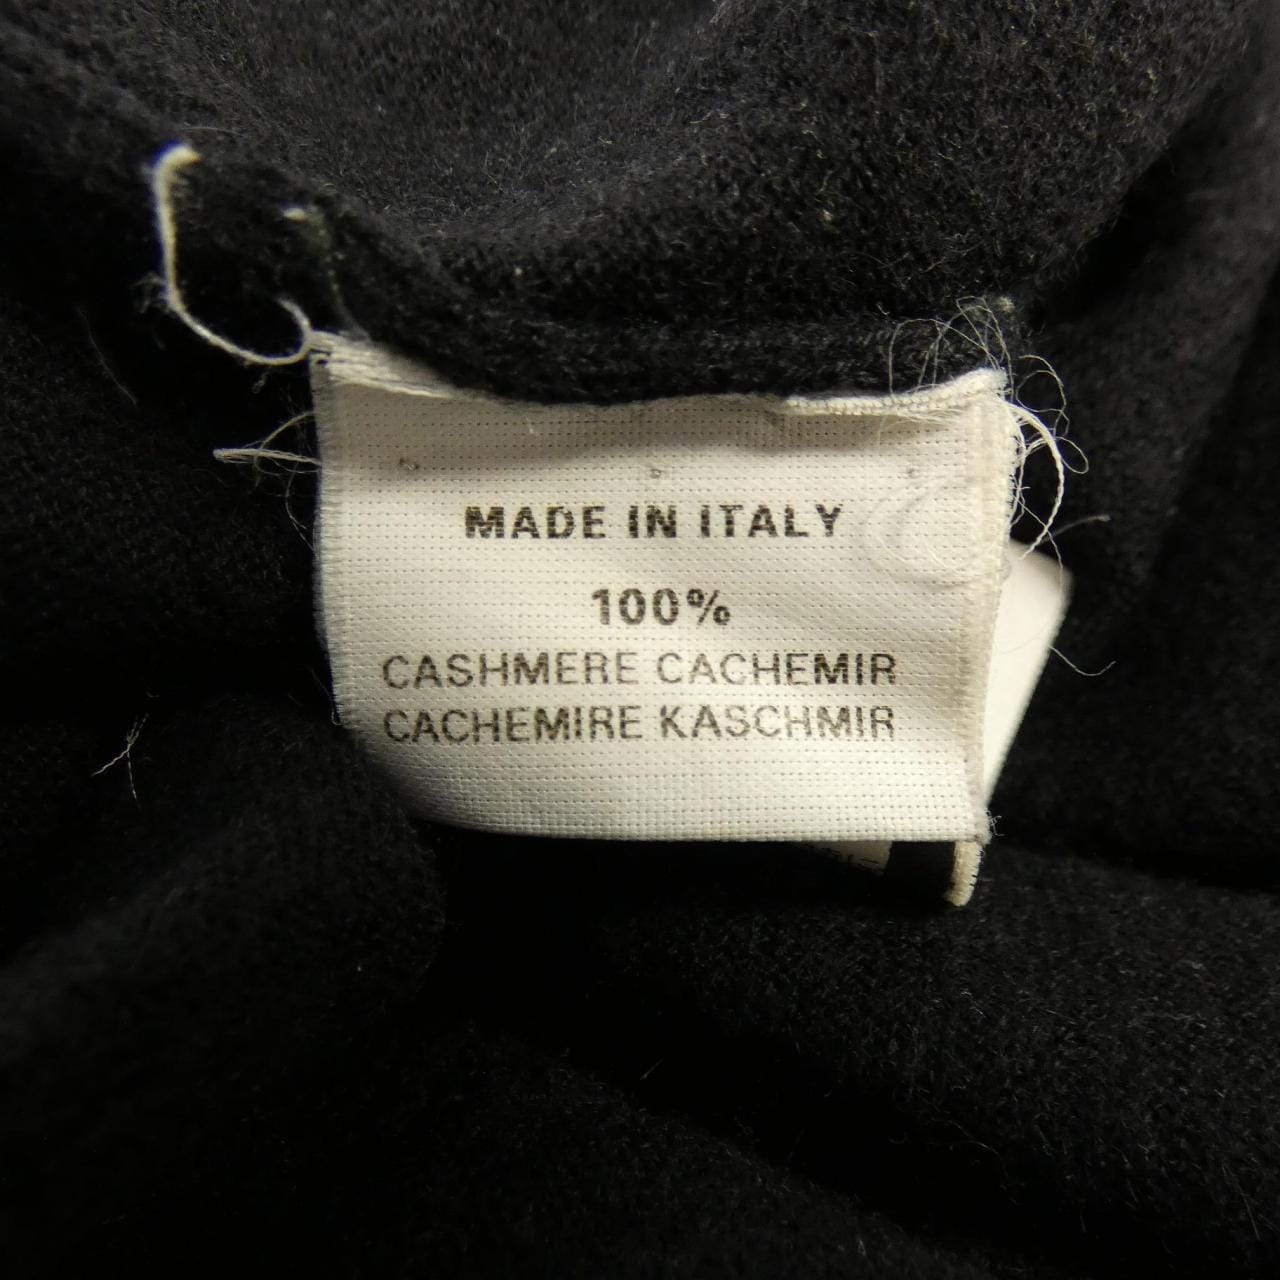 MADE IN ITALY
100%
CASHMERE CACHEMIR
CACHEMIRE KASCHMIR